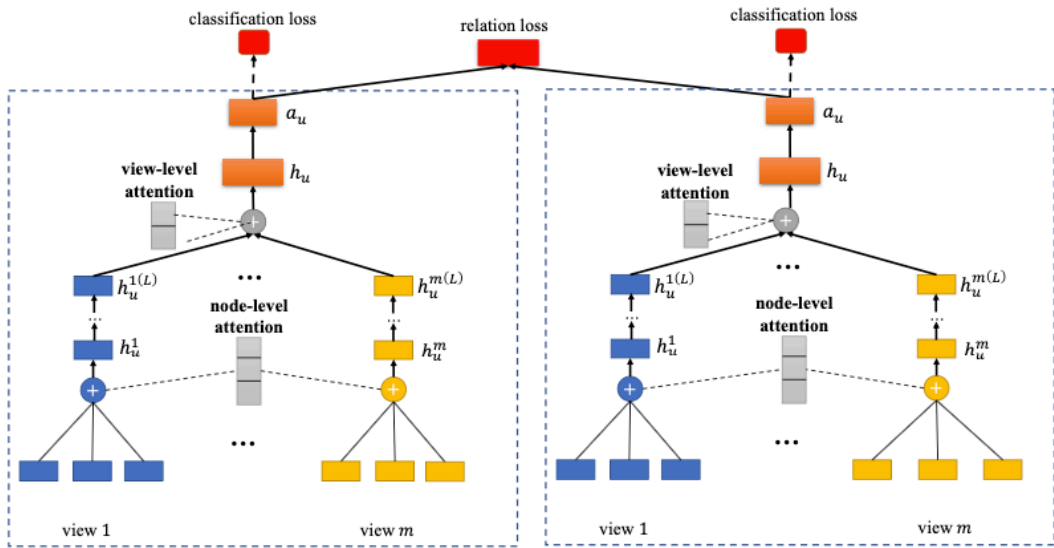 classification loss
relation loss
classification loss
a_u
h_u
view-level
attention
+
...
h_u^{1(L)}
h_u^{m(L)}
...
node-level
attention
...
h_u^1
h_u^m
+
+
...
view 1
view m
a_u
h_u
view-level
attention
+
...
h_u^{1(L)}
h_u^{m(L)}
...
node-level
attention
...
h_u^1
h_u^m
+
+
...
view 1
view m